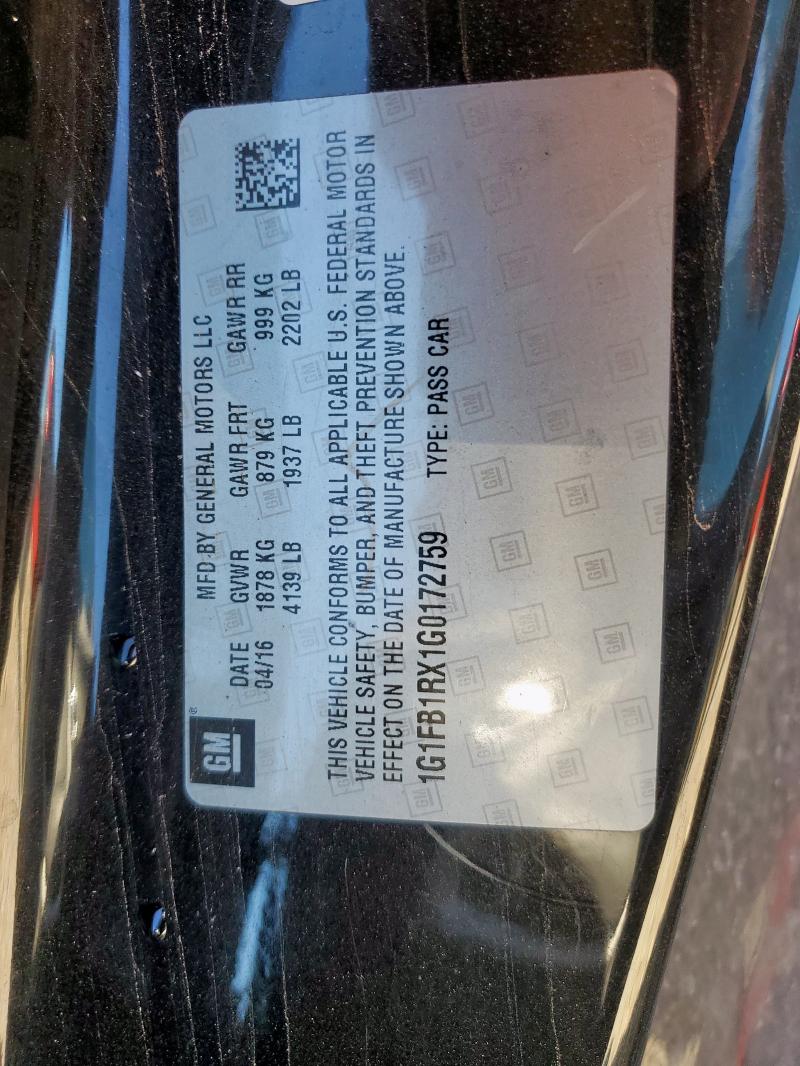 GM®
MFD BY GENERAL MOTORS LLC
DATE GVWR GAWR FRT GAWR RR
04/16 1878 KG 879 KG 999 KG
4139 LB 1937 LB 2202 LB
THIS VEHICLE CONFORMS TO ALL APPLICABLE U.S. FEDERAL MOTOR
VEHICLE SAFETY, BUMPER, AND THEFT PREVENTION STANDARDS IN
EFFECT ON THE DATE OF MANUFACTURE SHOWN ABOVE.
1G1FB1RX1G0172759 TYPE: PASS CAR